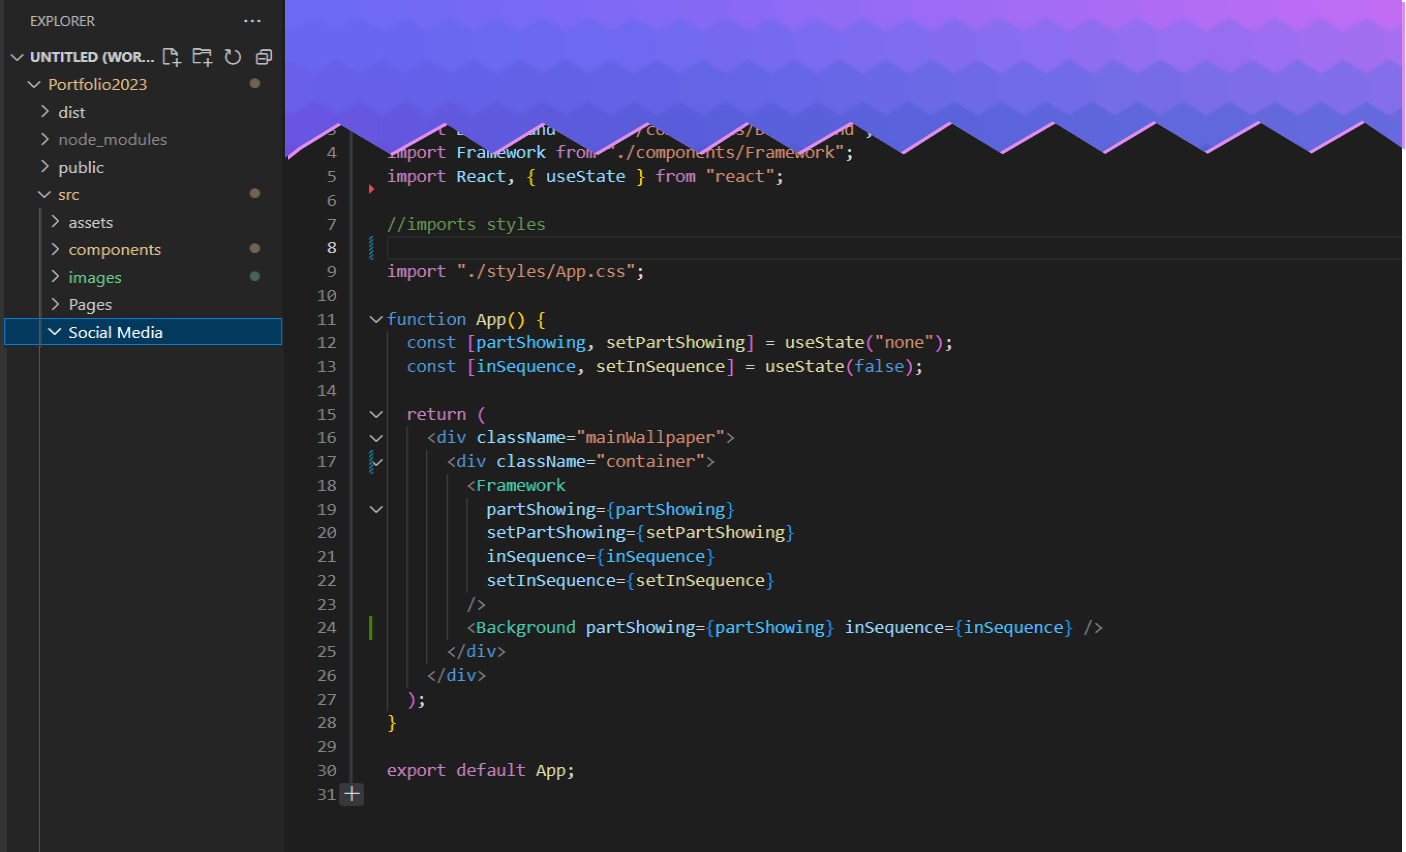 EXPLORER
UNTITLED (WOR...
Portfolio2023
dist
node_modules
public
src
assets
components
images
Pages
Social Media
4 import Framework from "./components/Framework";
5 import React, { useState } from "react";
6
7 //imports styles
8
9 import "./styles/App.css";
10
11 function App() {
12 const [partShowing, setPartShowing] = useState("none");
13 const [inSequence, setInSequence] = useState(false);
14
15 return (
16 <div className="mainWallpaper">
17 <div className="container">
18 <Framework
19 partShowing={partShowing}
20 setPartShowing={setPartShowing}
21 inSequence={inSequence}
22 setInSequence={setInSequence}
23 />
24 <Background partShowing={partShowing} inSequence={inSequence} />
25 </div>
26 </div>
27 );
28 }
29
30 export default App;
31